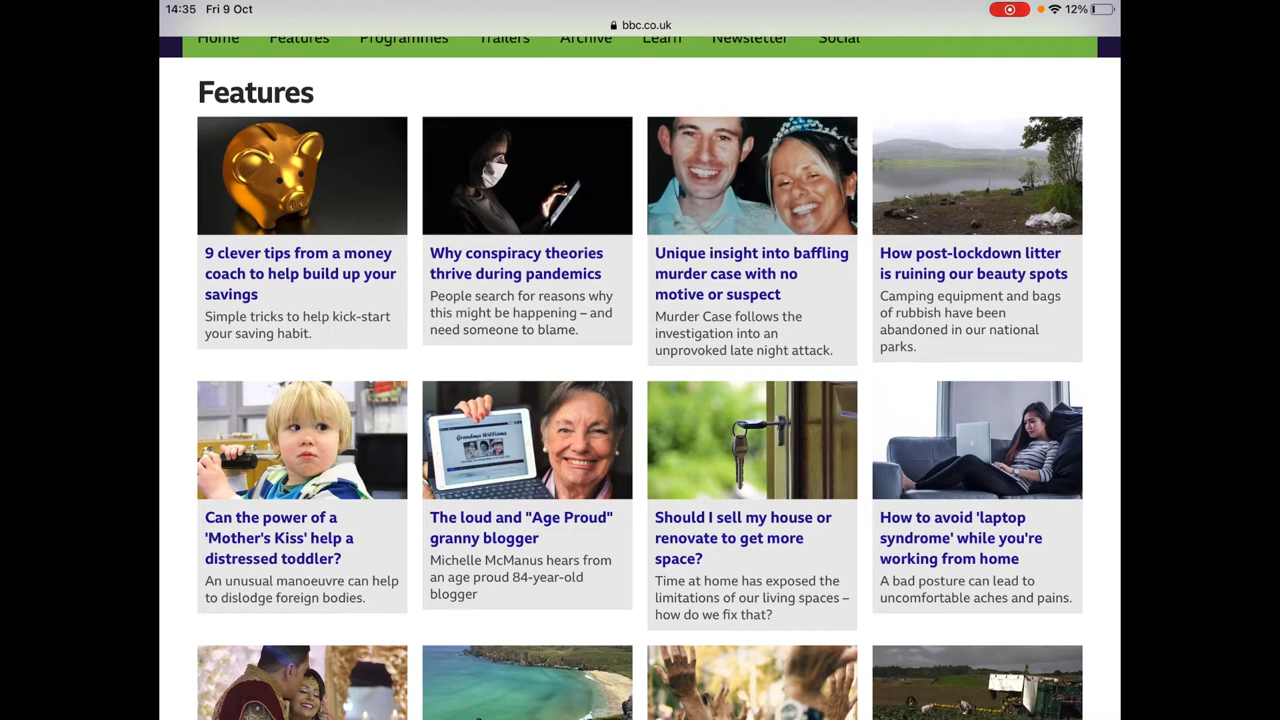 14:35 Fri 9 Oct 12%
bbc.co.uk
Home Features Programmes Trailers Archive Learn Newsletter Social
Features
9 clever tips from a money
coach to help build up your
savings
Simple tricks to help kick-start
your saving habit.
Why conspiracy theories
thrive during pandemics
People search for reasons why
this might be happening – and
need someone to blame.
Unique insight into baffling
murder case with no
motive or suspect
Murder Case follows the
investigation into an
unprovoked late night attack.
How post-lockdown litter
is ruining our beauty spots
Camping equipment and bags
of rubbish have been
abandoned in our national
parks.
Can the power of a
'Mother's Kiss' help a
distressed toddler?
An unusual manoeuvre can help
to dislodge foreign bodies.
Grandma Williams
The loud and "Age Proud"
granny blogger
Michelle McManus hears from
an age proud 84-year-old
blogger
Should I sell my house or
renovate to get more
space?
Time at home has exposed the
limitations of our living spaces –
how do we fix that?
How to avoid 'laptop
syndrome' while you're
working from home
A bad posture can lead to
uncomfortable aches and pains.